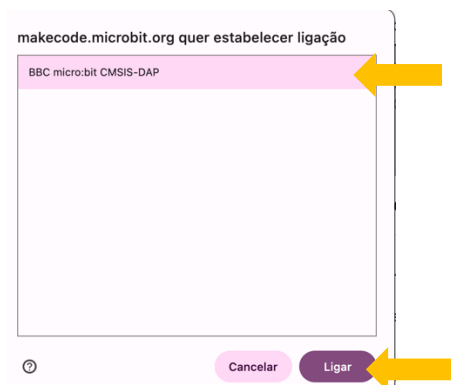 makecode.microbit.org quer estabelecer ligação
BBC micro:bit CMSIS-DAP
Cancelar
Ligar